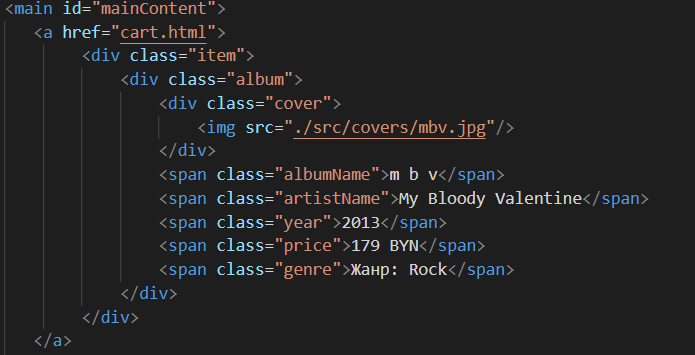 <main id="mainContent">
<a href="cart.html">
<div class="item">
<div class="album">
<div class="cover">
<img src="./src/covers/mbv.jpg"/>
</div>
<span class="albumName">m b v</span>
<span class="artistName">My Bloody Valentine</span>
<span class="year">2013</span>
<span class="price">179 BYN</span>
<span class="genre">Жанр: Rock</span>
</div>
</div>
</a>